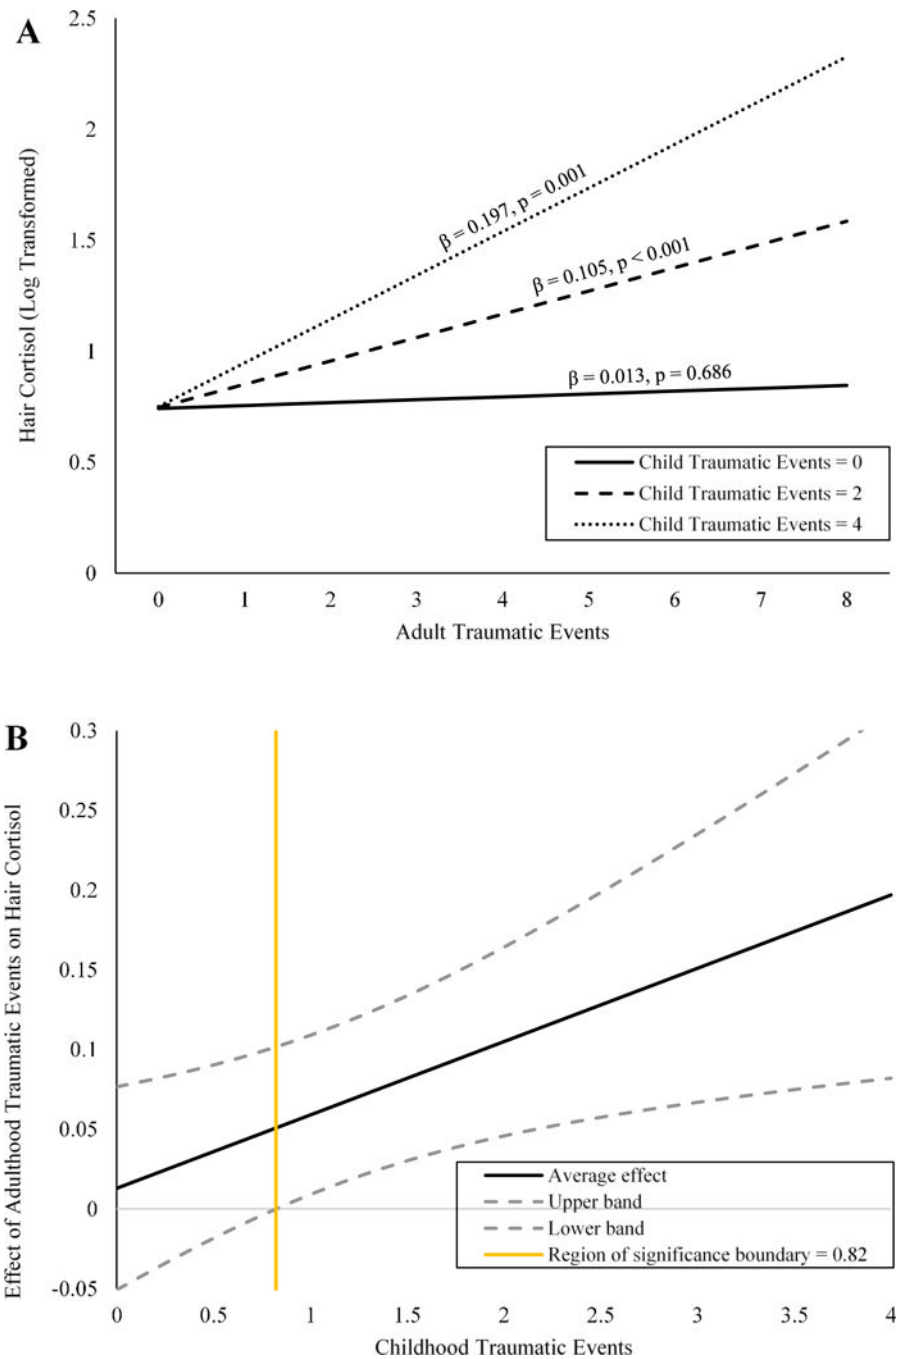 A
2.5
2
1.5
1
0.5
0
Hair Cortisol (Log Transformed)
β = 0.197, p = 0.001
β = 0.105, p < 0.001
β = 0.013, p = 0.686
Child Traumatic Events = 0
Child Traumatic Events = 2
Child Traumatic Events = 4
0 1 2 3 4 5 6 7 8
Adult Traumatic Events
B
0.3
0.25
0.2
0.15
0.1
0.05
0
-0.05
Effect of Adulthood Traumatic Events on Hair Cortisol
Average effect
Upper band
Lower band
Region of significance boundary = 0.82
0 0.5 1 1.5 2 2.5 3 3.5 4
Childhood Traumatic Events